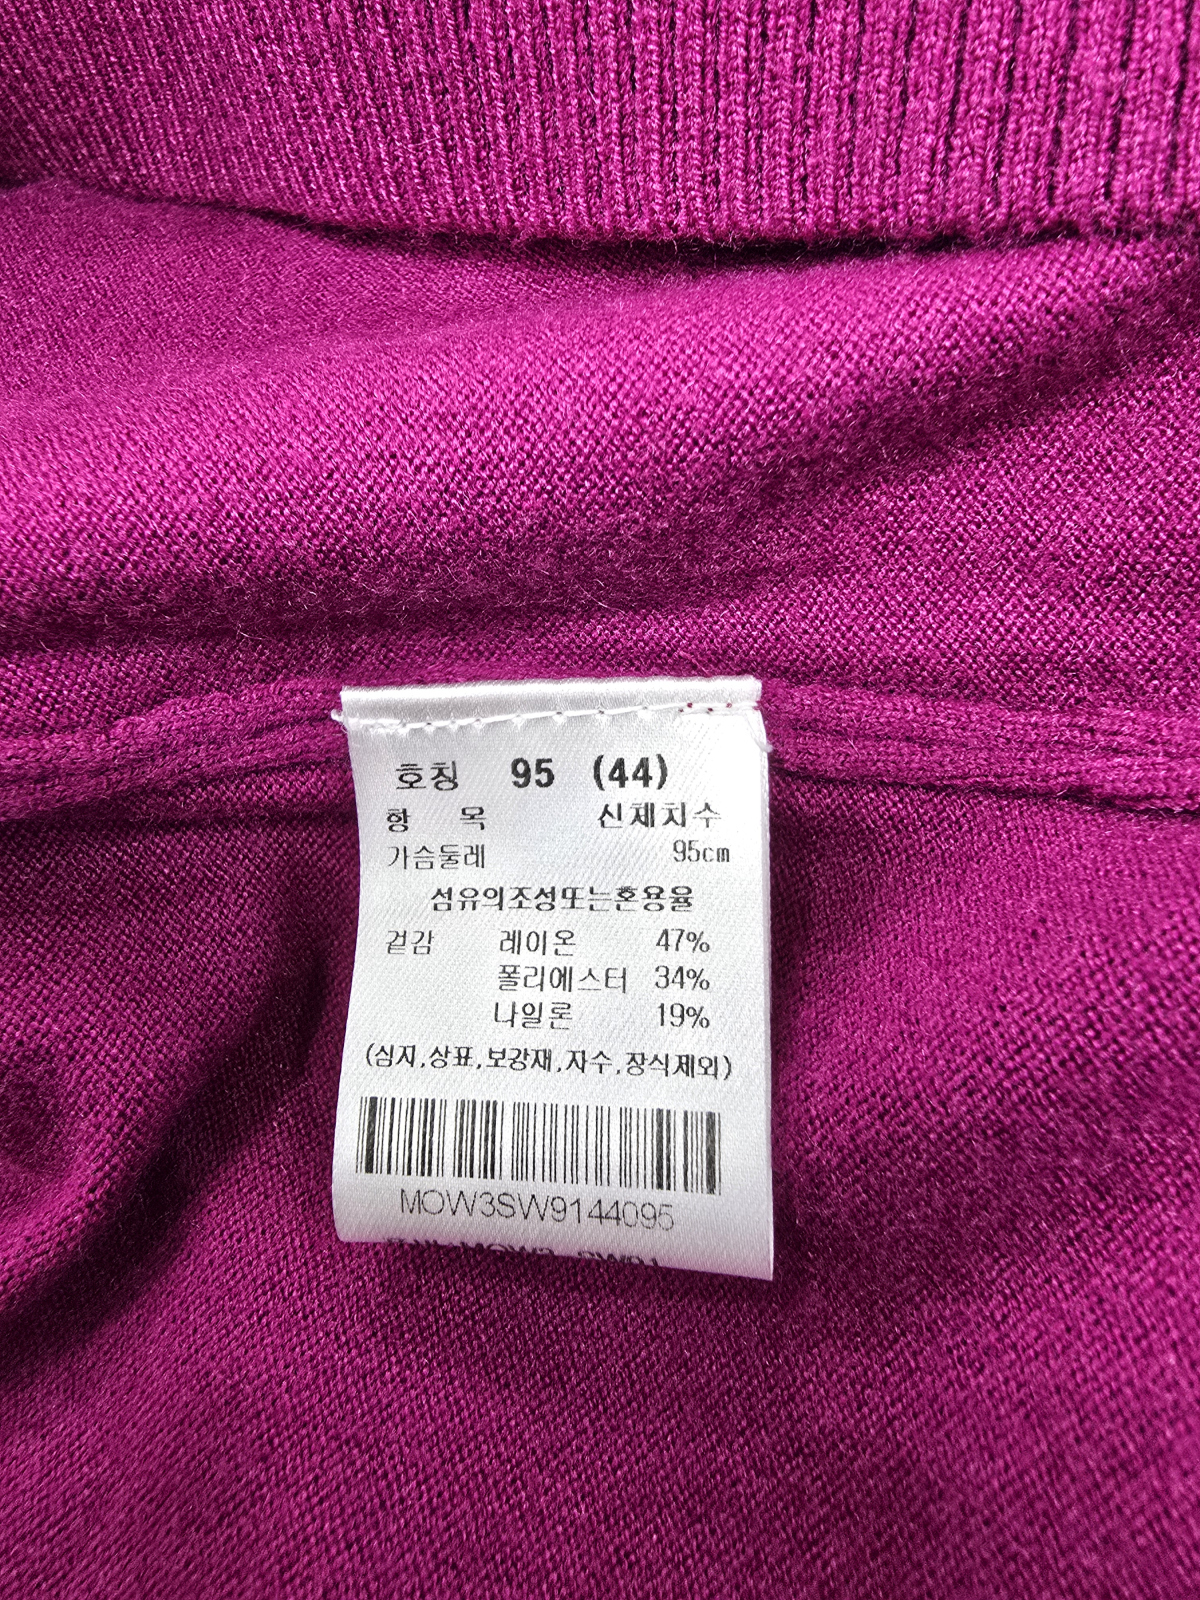 호칭 95 (44)
항 목 신체치수
가슴둘레 95cm
섬유의조성또는혼용율
겉감 레이온 47%
폴리에스터 34%
나일론 19%
(심지,상표,보강재,자수,장식제외)
MOW3SW9144095